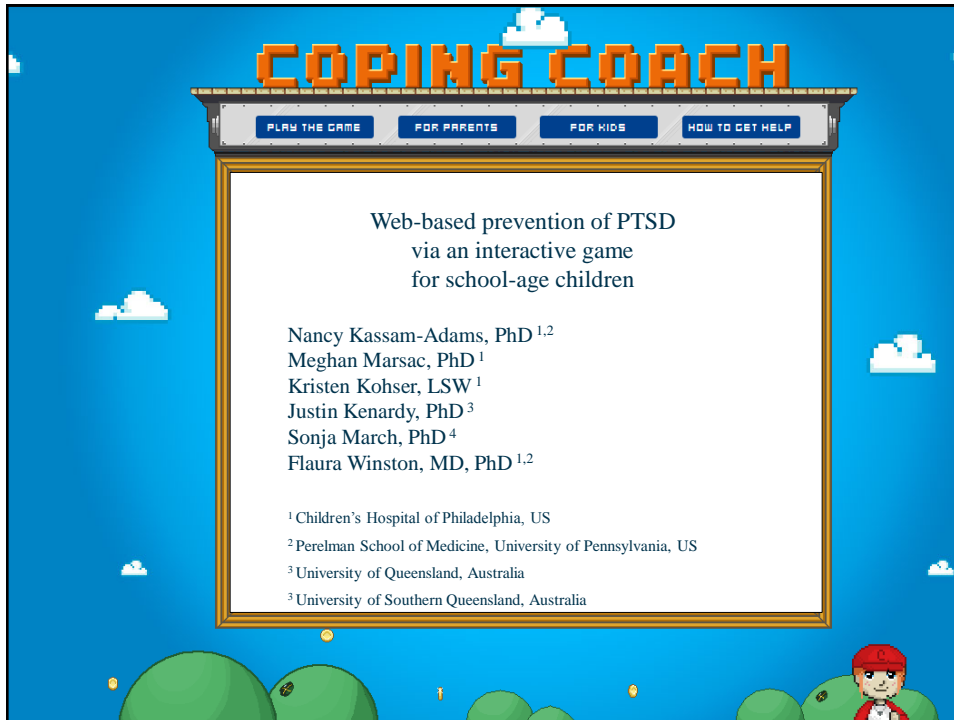 COPING COACH
PLAY THE GAME FOR PARENTS FOR KIDS HOW TO GET HELP
Web-based prevention of PTSD
via an interactive game
for school-age children
Nancy Kassam-Adams, PhD 1,2
Meghan Marsac, PhD 1
Kristen Kohser, LSW 1
Justin Kenardy, PhD 3
Sonja March, PhD 4
Flaura Winston, MD, PhD 1,2
1 Children's Hospital of Philadelphia, US
2 Perelman School of Medicine, University of Pennsylvania, US
3 University of Queensland, Australia
3 University of Southern Queensland, Australia
C